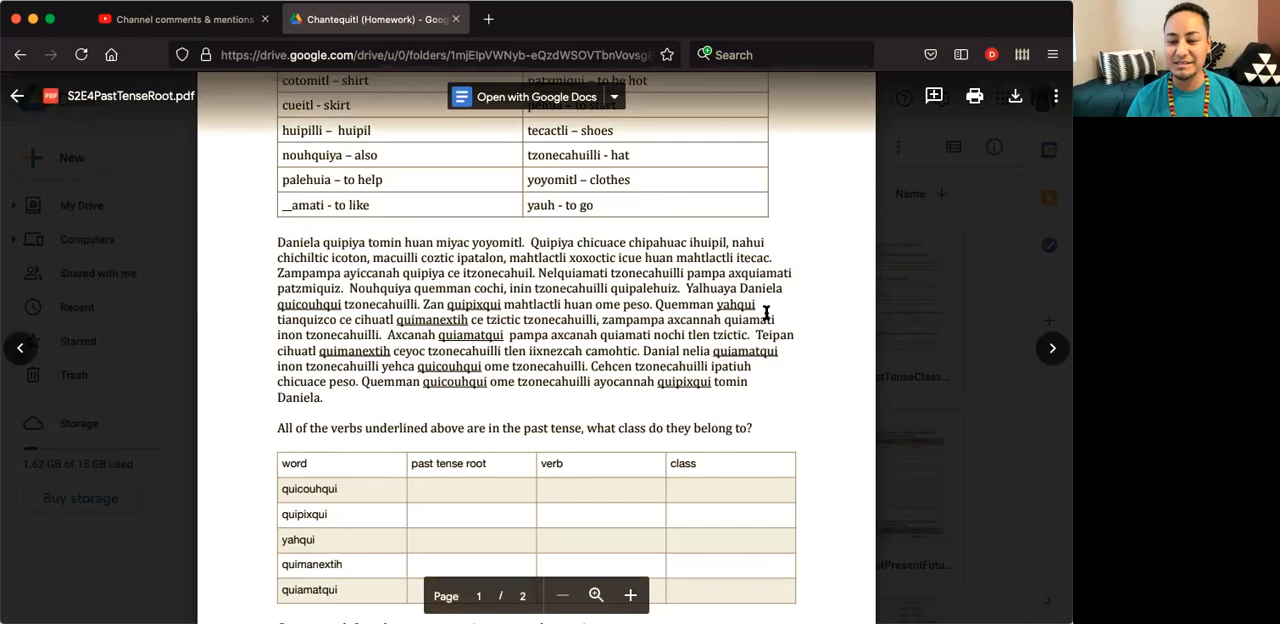 Channel comments & mentions
Chantequitl (Homework) - Goog
https://drive.google.com/drive/u/0/folders/1mjElpVWNyb-eQzdWSOVTbnVovsgF
Search
S2E4PastTenseRoot.pdf
Open with Google Docs
cotomitl – shirt patzmiqui – to be hot
cueitl - skirt
huipilli – huipil tecactli – shoes
nouhquiya – also tzonecahuilli - hat
palehuia – to help yoyomitl – clothes
__amati - to like yauh - to go
New
My Drive
Computers
Shared with me
Recent
Starred
Trash
Storage
1.62 GB of 15 GB used
Buy storage
Name
Daniela quipiya tomin huan miyac yoyomitl. Quipiya chicuace chipahuac ihuipil, nahui
chichiltic icoton, macuilli coztic ipatalon, mahtlactli xoxoctic icue huan mahtlactli itecac.
Zampampa ayiccanah quipiya ce itzonecahuil. Nelquiamati tzonecahuilli pampa axquiamati
patzmiquiz. Nouhquiya quemman cochi, inin tzonecahuilli quipalehuiz. Yalhuaya Daniela
quicouhqui tzonecahuilli. Zan quipixqui mahtlactli huan ome peso. Quemman yahqui
tianquizco ce cihuatl quimanextih ce tzictic tzonecahuilli, zampampa axcannah quiamati
inon tzonecahuilli. Axcanah quiamatqui pampa axcanah quiamati nochi tlen tzictic. Teipan
cihuatl quimanextih ceyoc tzonecahuilli tlen iixnezcah camohtic. Danial nelia quiamatqui
inon tzonecahuilli yehca quicouhqui ome tzonecahuilli. Cehcen tzonecahuilli ipatiuh
chicuace peso. Quemman quicouhqui ome tzonecahuilli ayocannah quipixqui tomin
Daniela.
All of the verbs underlined above are in the past tense, what class do they belong to?
word past tense root verb class
quicouhqui
quipixqui
yahqui
quimanextih
quiamatqui
Page 1 / 2
astTenseClass...
stPresentFutu...